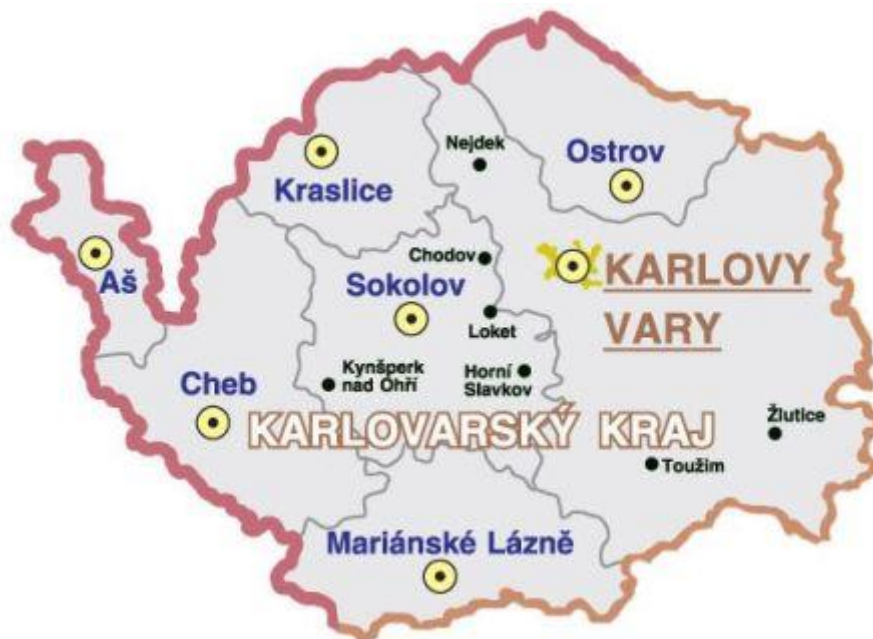 Nejdek
Ostrov
Kraslice
Chodov
KARLOVY
VARY
Aš
Sokolov
Loket
Cheb
Kynšperk
nad Ohří
Horní
Slavkov
KARLOVARSKÝ KRAJ
Žlutice
Toužim
Mariánské Lázně